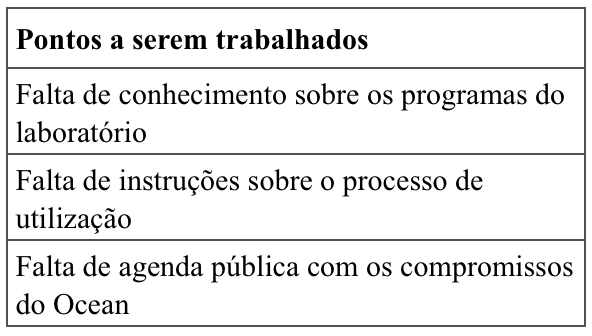 Pontos a serem trabalhados
Falta de conhecimento sobre os programas do
laboratório
Falta de instruções sobre o processo de
utilização
Falta de agenda pública com os compromissos
do Ocean